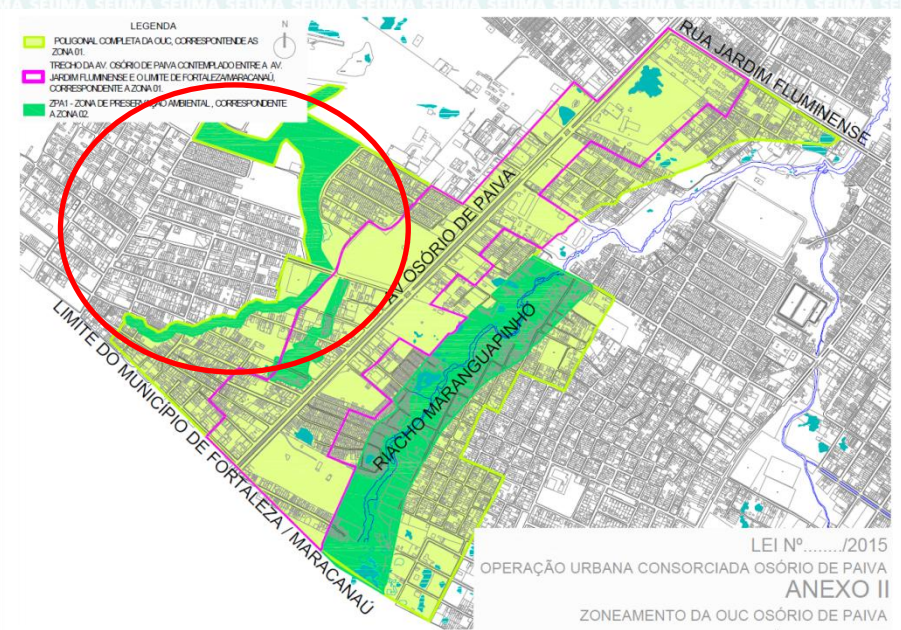 LEGENDA
POLIGONAL COMPLETA DA OUC, CORRESPONTENDE AS
ZONA 01.
TRECHO DA AV. OSÓRIO DE PAIVA CONTEMPLADO ENTRE A AV.
JARDIM FLUMINENSE E O LIMITE DE FORTALEZA/MARACANAÚ,
CORRESPONDENTE A ZONA 01.
ZPA1 - ZONA DE PRESERVAÇÃO AMBIENTAL , CORRESPONDENTE
A ZONA 02.
N
RUA JARDIM FLUMINENSE
AV OSÓRIO DE PAIVA
RIACHO MARANGUAPINHO
LIMITE DO MUNICÍPIO DE FORTALEZA / MARACANAÚ
LEI Nº......../2015
OPERAÇÃO URBANA CONSORCIADA OSÓRIO DE PAIVA
ANEXO II
ZONEAMENTO DA OUC OSÓRIO DE PAIVA